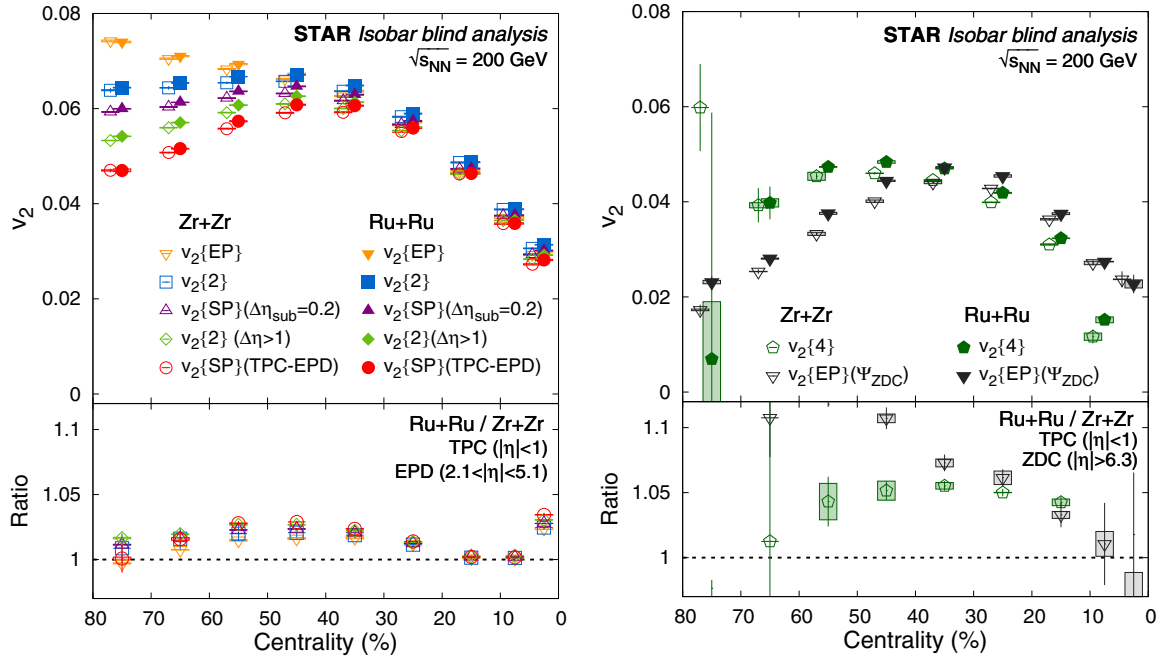 STAR Isobar blind analysis
√sNN = 200 GeV
v2
0.08
0.06
0.04
0.02
0
Zr+Zr Ru+Ru
v2{EP} v2{EP}
v2{2} v2{2}
v2{SP}(Δηsub=0.2) v2{SP}(Δηsub=0.2)
v2{2} (Δη>1) v2{2}(Δη>1)
v2{SP}(TPC-EPD) v2{SP}(TPC-EPD)
Ratio
1.1
1.05
1
Ru+Ru / Zr+Zr
TPC (|η|<1)
EPD (2.1<|η|<5.1)
80 70 60 50 40 30 20 10 0
Centrality (%)
STAR Isobar blind analysis
√sNN = 200 GeV
v2
0.08
0.06
0.04
0.02
0
Zr+Zr Ru+Ru
v2{4} v2{4}
v2{EP}(ΨZDC) v2{EP}(ΨZDC)
Ratio
1.1
1.05
1
Ru+Ru / Zr+Zr
TPC (|η|<1)
ZDC (|η|>6.3)
80 70 60 50 40 30 20 10 0
Centrality (%)